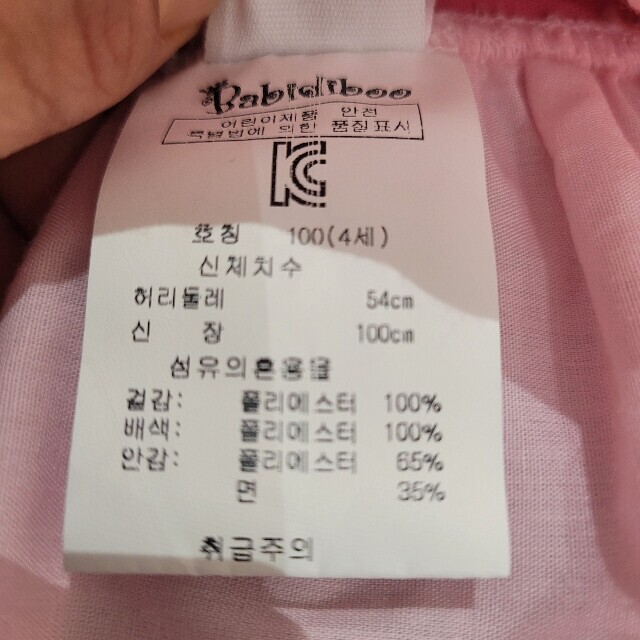 Babidiboo
어린이제품 안전
특별법에 의한 품질표시
KC
호칭 100(4세)
신체치수
허리둘레 54cm
신 장 100cm
섬유의혼용률
겉감: 폴리에스터 100%
배색: 폴리에스터 100%
안감: 폴리에스터 65%
면 35%
취급주의